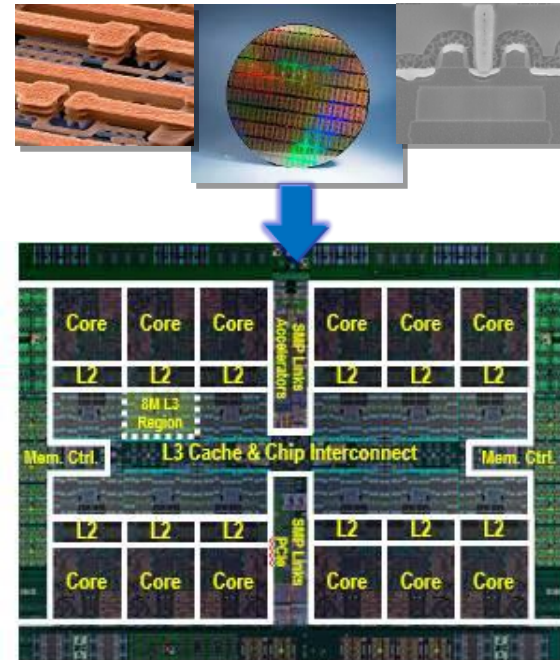 Core Core Core Core Core Core
SMP Links
Accelerators
L2 L2 L2 L2 L2 L2
8M L3
Region
Mem. Ctrl. L3 Cache & Chip Interconnect Mem. Ctrl.
L2 L2 L2 L2 L2 L2
SMP Links
PCIe
Core Core Core Core Core Core